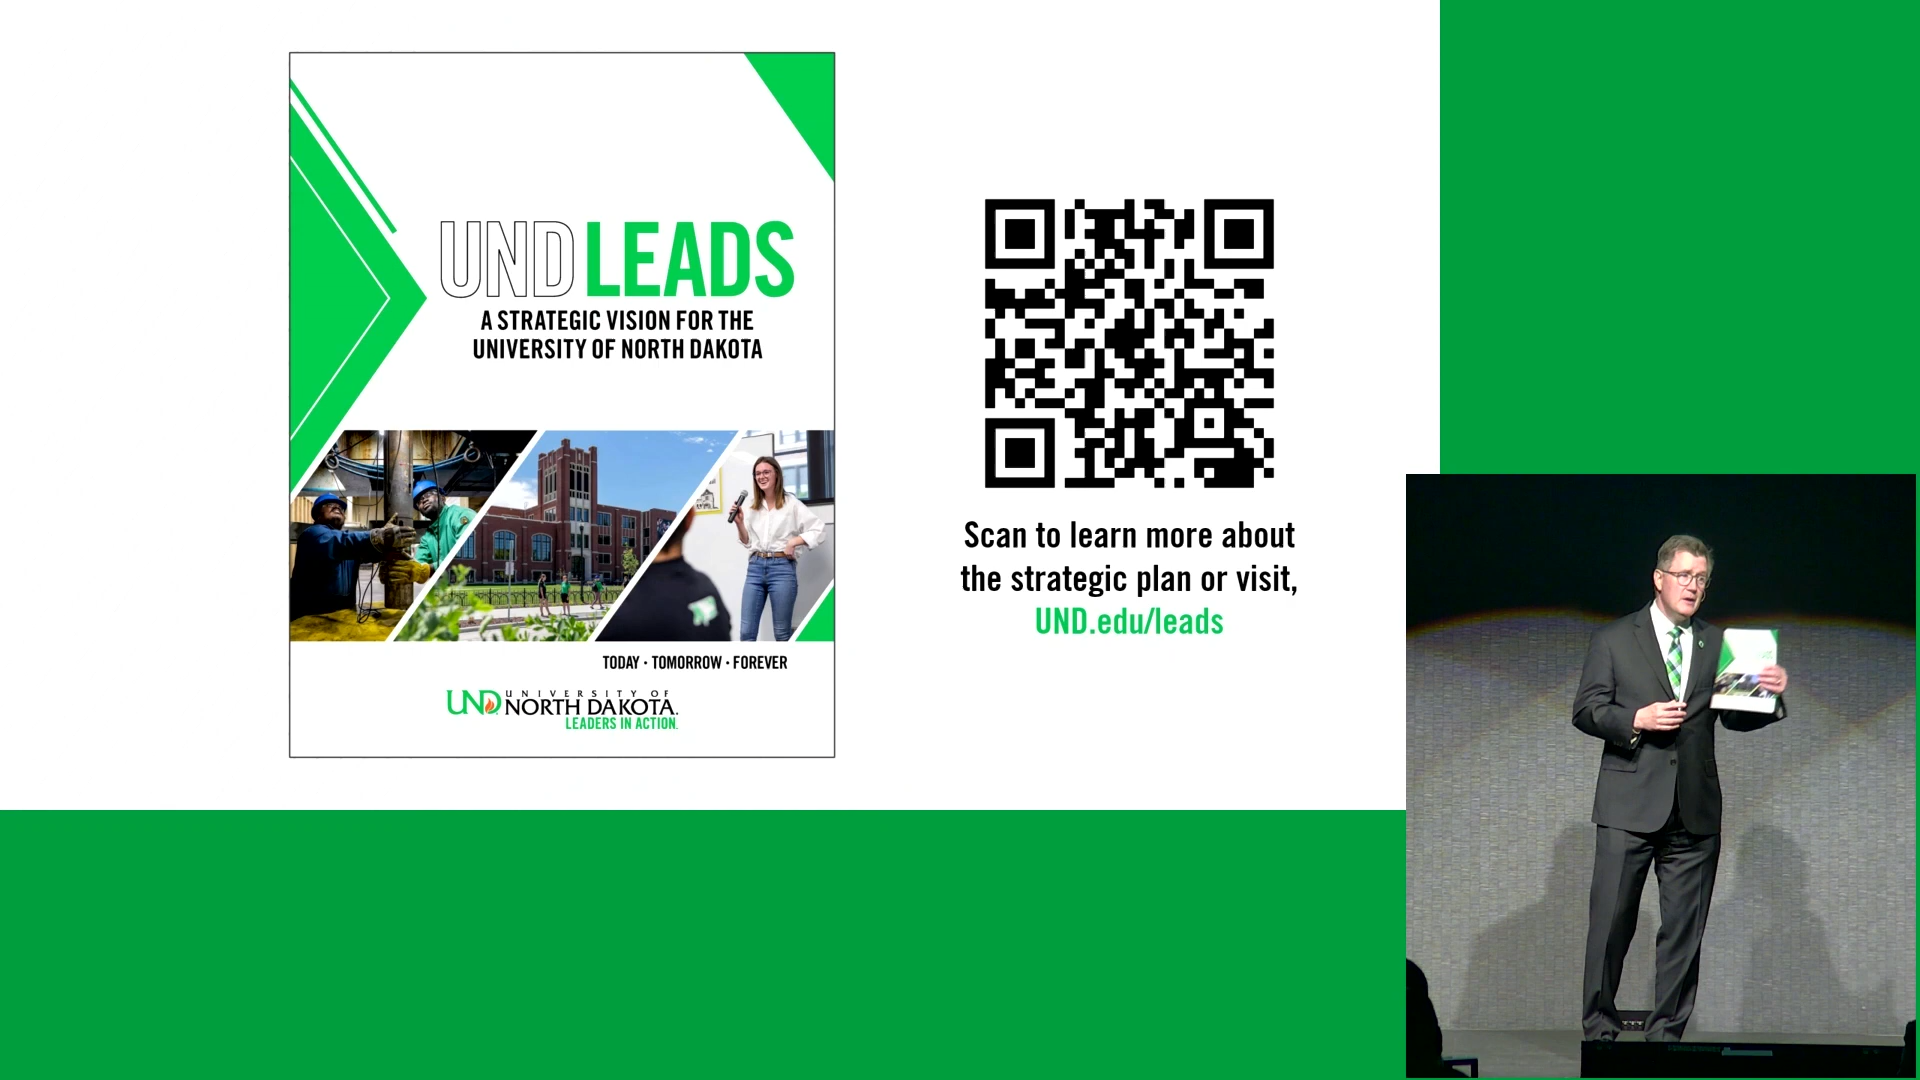 UND LEADS
A STRATEGIC VISION FOR THE
UNIVERSITY OF NORTH DAKOTA
TODAY · TOMORROW · FOREVER
UND UNIVERSITY OF
NORTH DAKOTA.
LEADERS IN ACTION.
Scan to learn more about
the strategic plan or visit,
UND.edu/leads